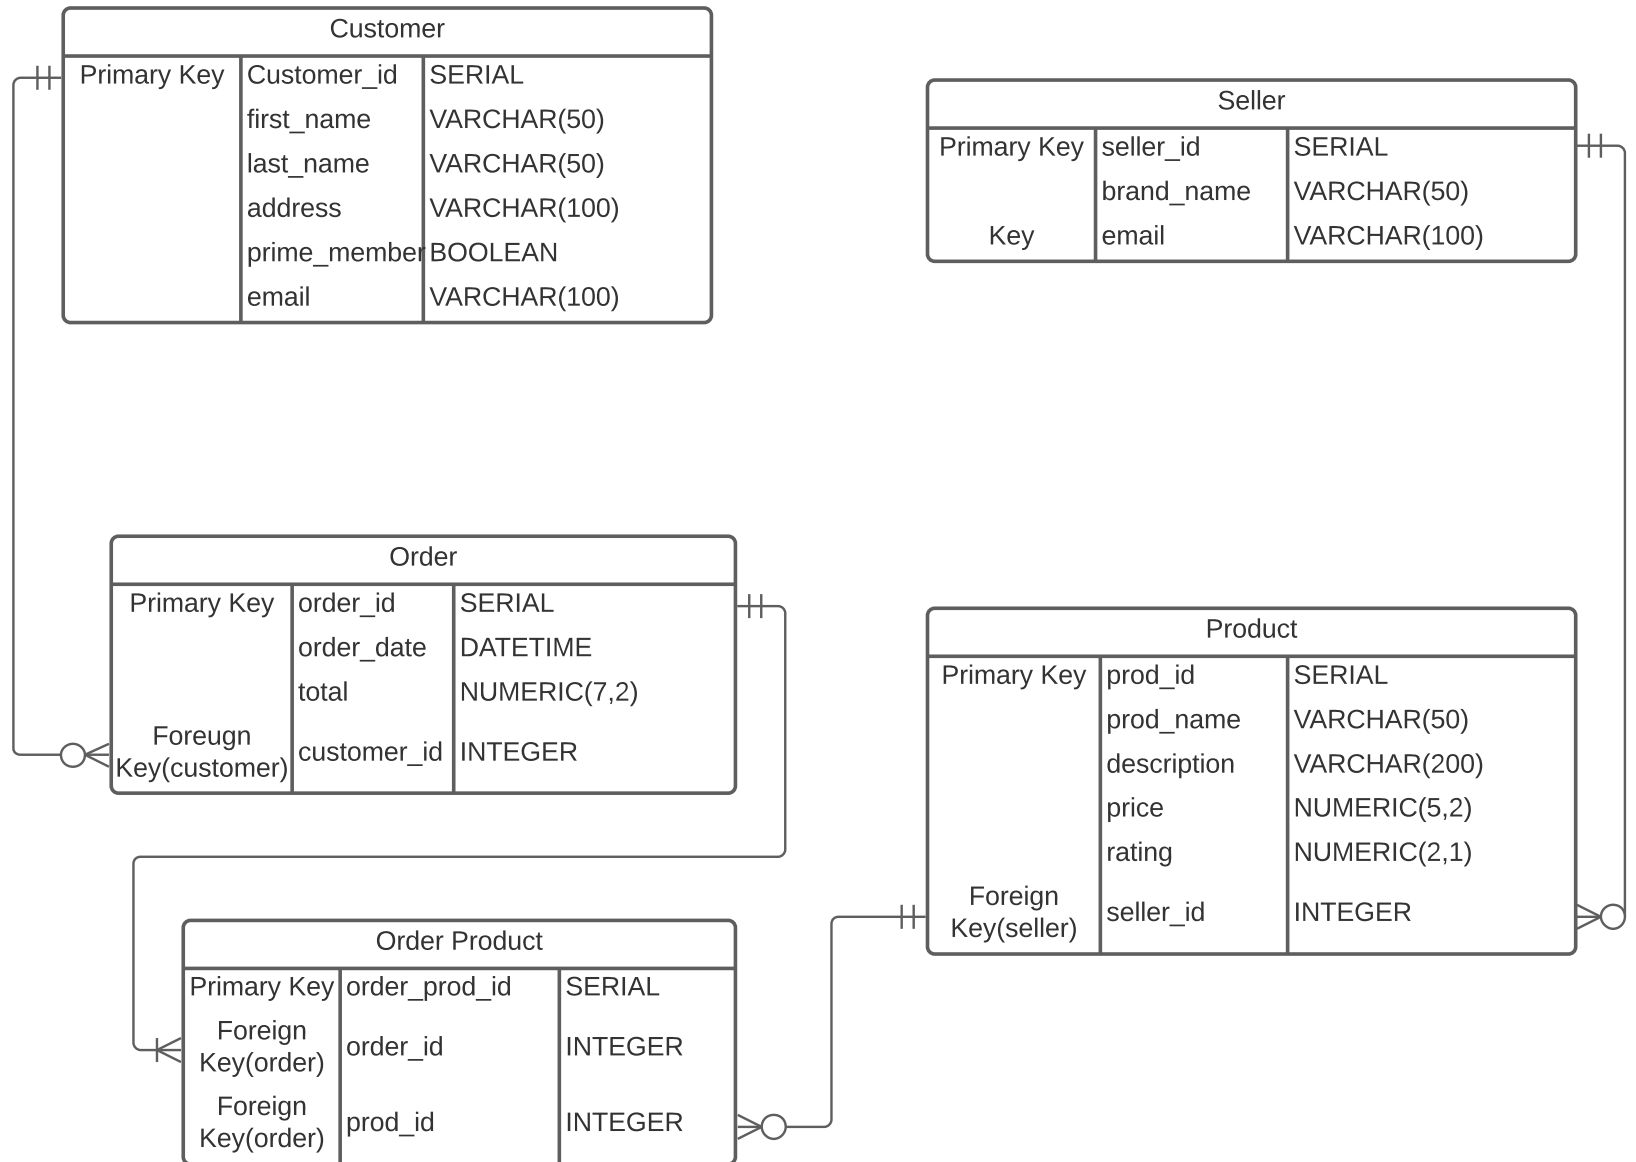 Customer
Primary Key Customer_id SERIAL
first_name VARCHAR(50)
last_name VARCHAR(50)
address VARCHAR(100)
prime_member BOOLEAN
email VARCHAR(100)
Seller
Primary Key seller_id SERIAL
brand_name VARCHAR(50)
Key email VARCHAR(100)
Order
Primary Key order_id SERIAL
order_date DATETIME
total NUMERIC(7,2)
Foreugn
Key(customer) customer_id INTEGER
Product
Primary Key prod_id SERIAL
prod_name VARCHAR(50)
description VARCHAR(200)
price NUMERIC(5,2)
rating NUMERIC(2,1)
Foreign
Key(seller) seller_id INTEGER
Order Product
Primary Key order_prod_id SERIAL
Foreign
Key(order) order_id INTEGER
Foreign
Key(order) prod_id INTEGER